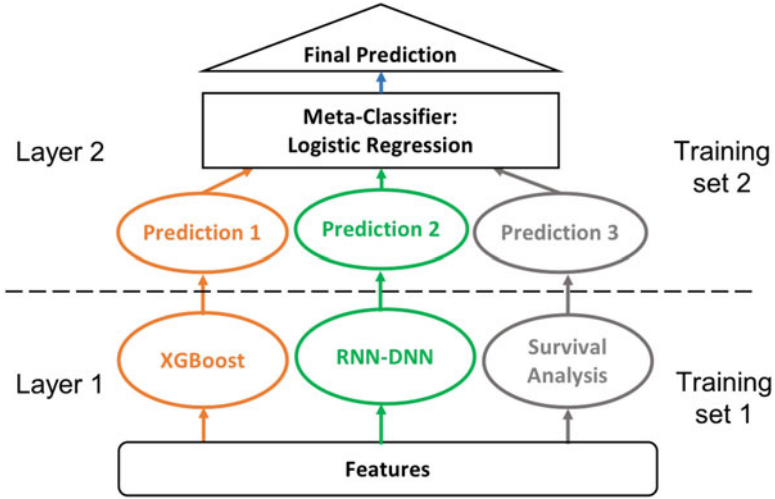 Final Prediction
Meta-Classifier:
Logistic Regression
Layer 2
Training
set 2
Prediction 1
Prediction 2
Prediction 3
Layer 1
XGBoost
RNN-DNN
Survival
Analysis
Training
set 1
Features